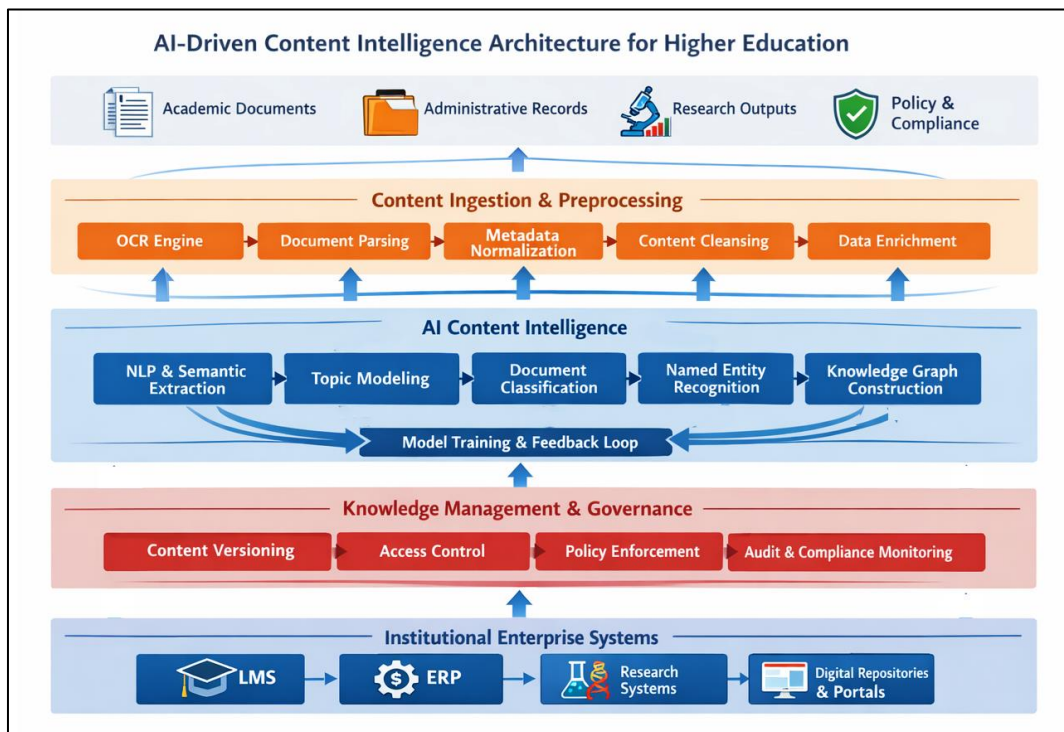 AI-Driven Content Intelligence Architecture for Higher Education
Academic Documents
Administrative Records
Research Outputs
Policy &
Compliance
Content Ingestion & Preprocessing
OCR Engine
Document Parsing
Metadata
Normalization
Content Cleansing
Data Enrichment
AI Content Intelligence
NLP & Semantic
Extraction
Topic Modeling
Document
Classification
Named Entity
Recognition
Knowledge Graph
Construction
Model Training & Feedback Loop
Knowledge Management & Governance
Content Versioning
Access Control
Policy Enforcement
Audit & Compliance Monitoring
Institutional Enterprise Systems
LMS
$
ERP
Research
Systems
Digital Repositories
& Portals